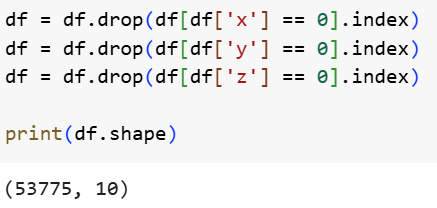 df = df.drop(df[df['x'] == 0].index)
df = df.drop(df[df['y'] == 0].index)
df = df.drop(df[df['z'] == 0].index)
print(df.shape)
(53775, 10)